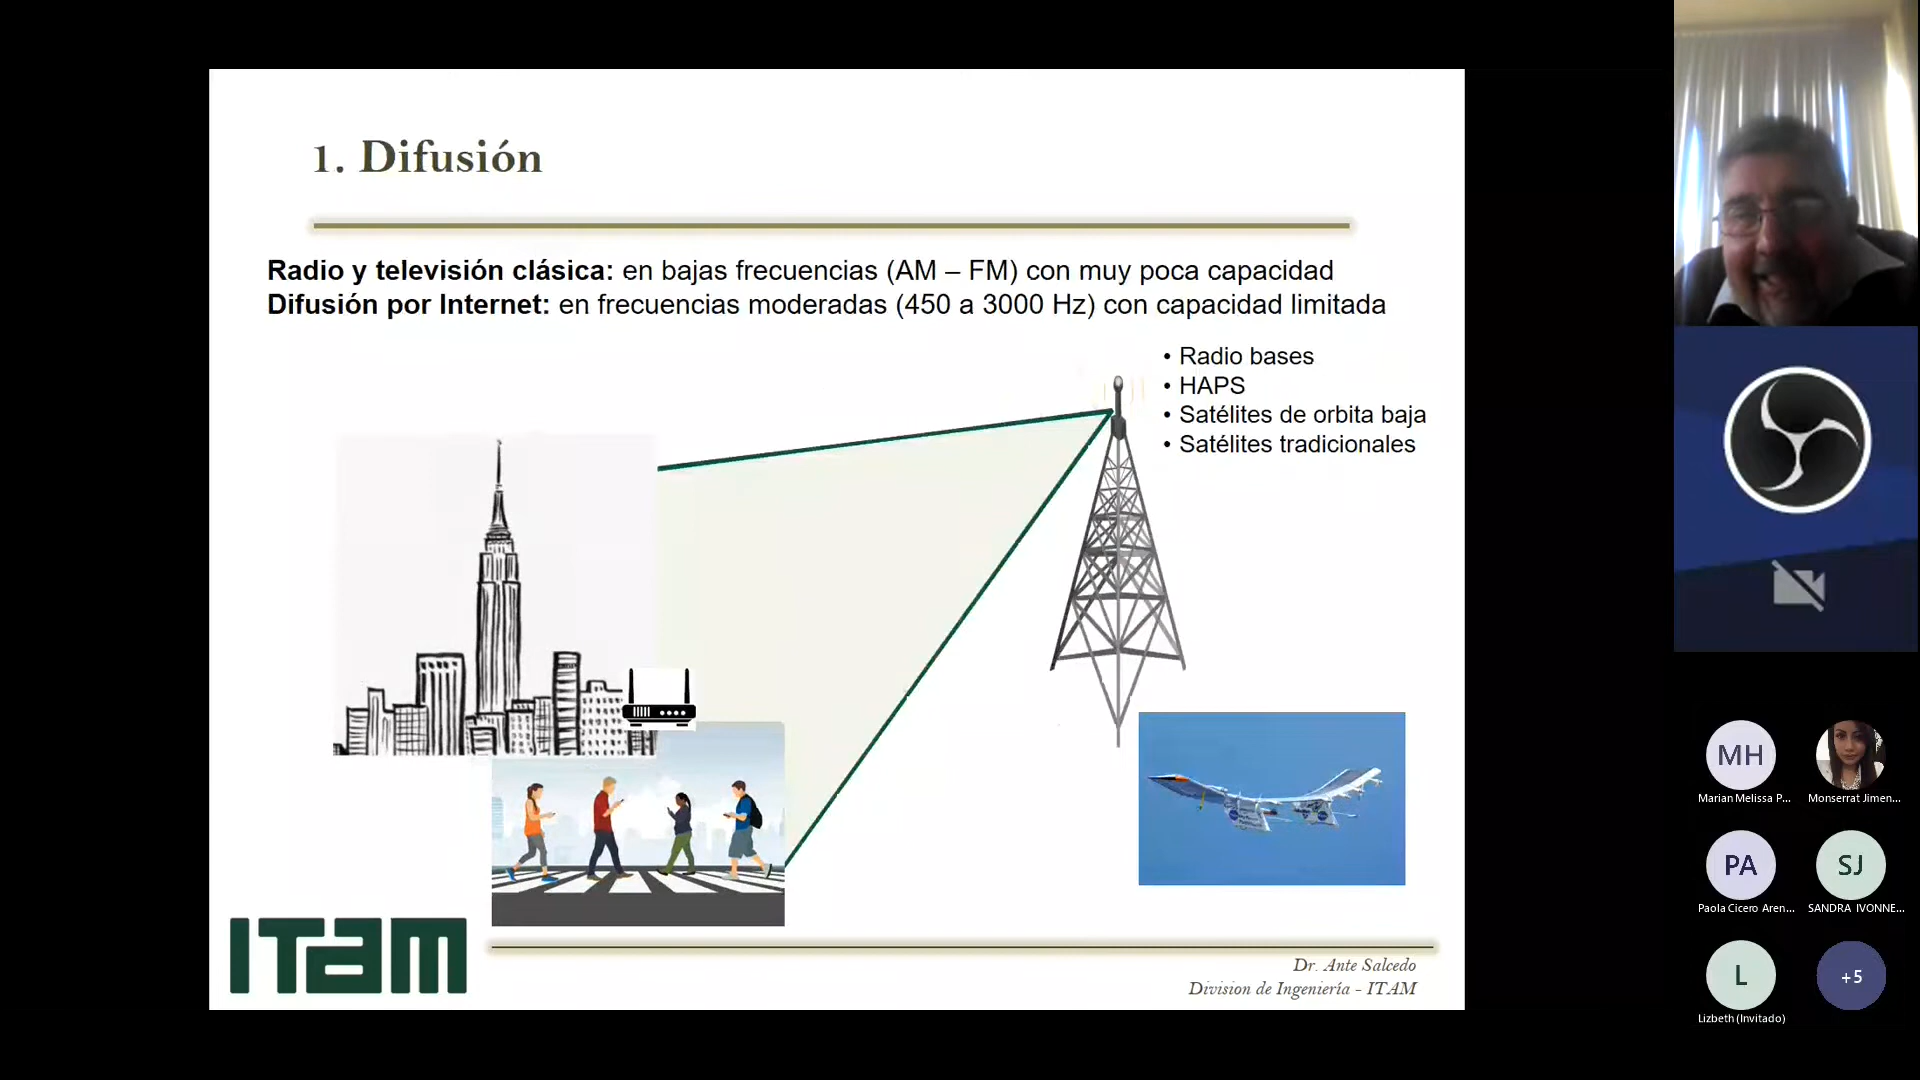 1. Difusión
Radio y televisión clásica: en bajas frecuencias (AM – FM) con muy poca capacidad
Difusión por Internet: en frecuencias moderadas (450 a 3000 Hz) con capacidad limitada
• Radio bases
• HAPS
• Satélites de orbita baja
• Satélites tradicionales
ITAM
Dr. Ante Salcedo
Division de Ingeniería - ITAM
MH
Marian Melissa P...
Monserrat Jimen...
PA
Paola Cicero Aren...
SJ
SANDRA IVONNE...
L
Lizbeth (Invitado)
+5